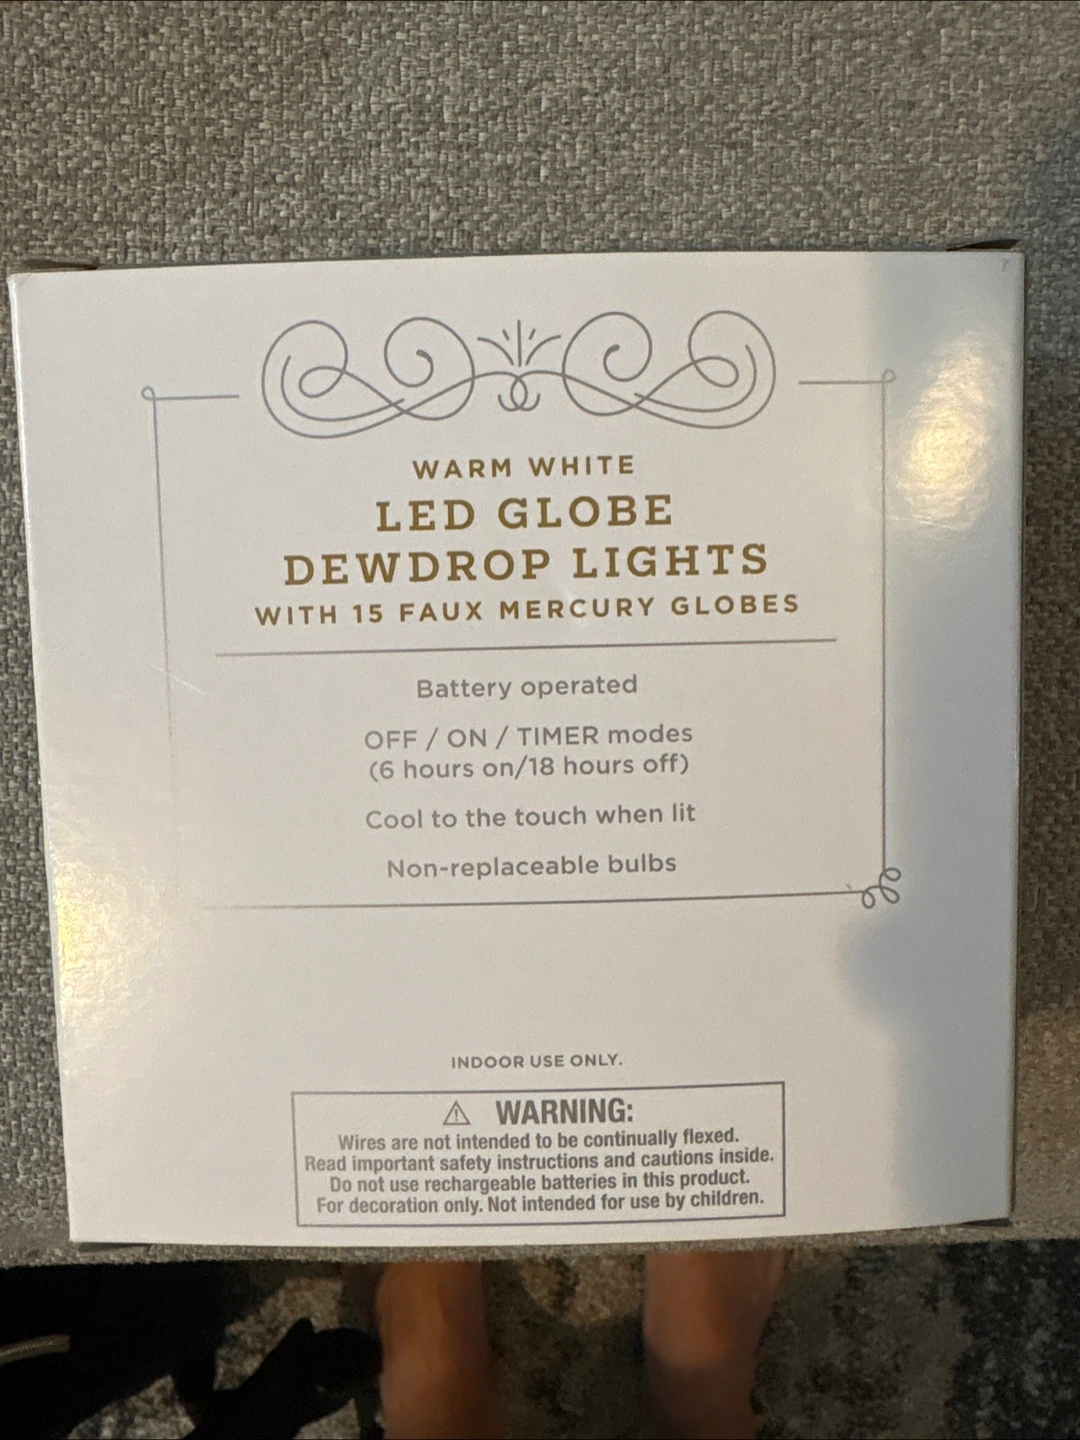 WARM WHITE
LED GLOBE
DEWDROP LIGHTS
WITH 15 FAUX MERCURY GLOBES
Battery operated
OFF / ON / TIMER modes
(6 hours on/18 hours off)
Cool to the touch when lit
Non-replaceable bulbs
INDOOR USE ONLY.
⚠ WARNING:
Wires are not intended to be continually flexed.
Read important safety instructions and cautions inside.
Do not use rechargeable batteries in this product.
For decoration only. Not intended for use by children.